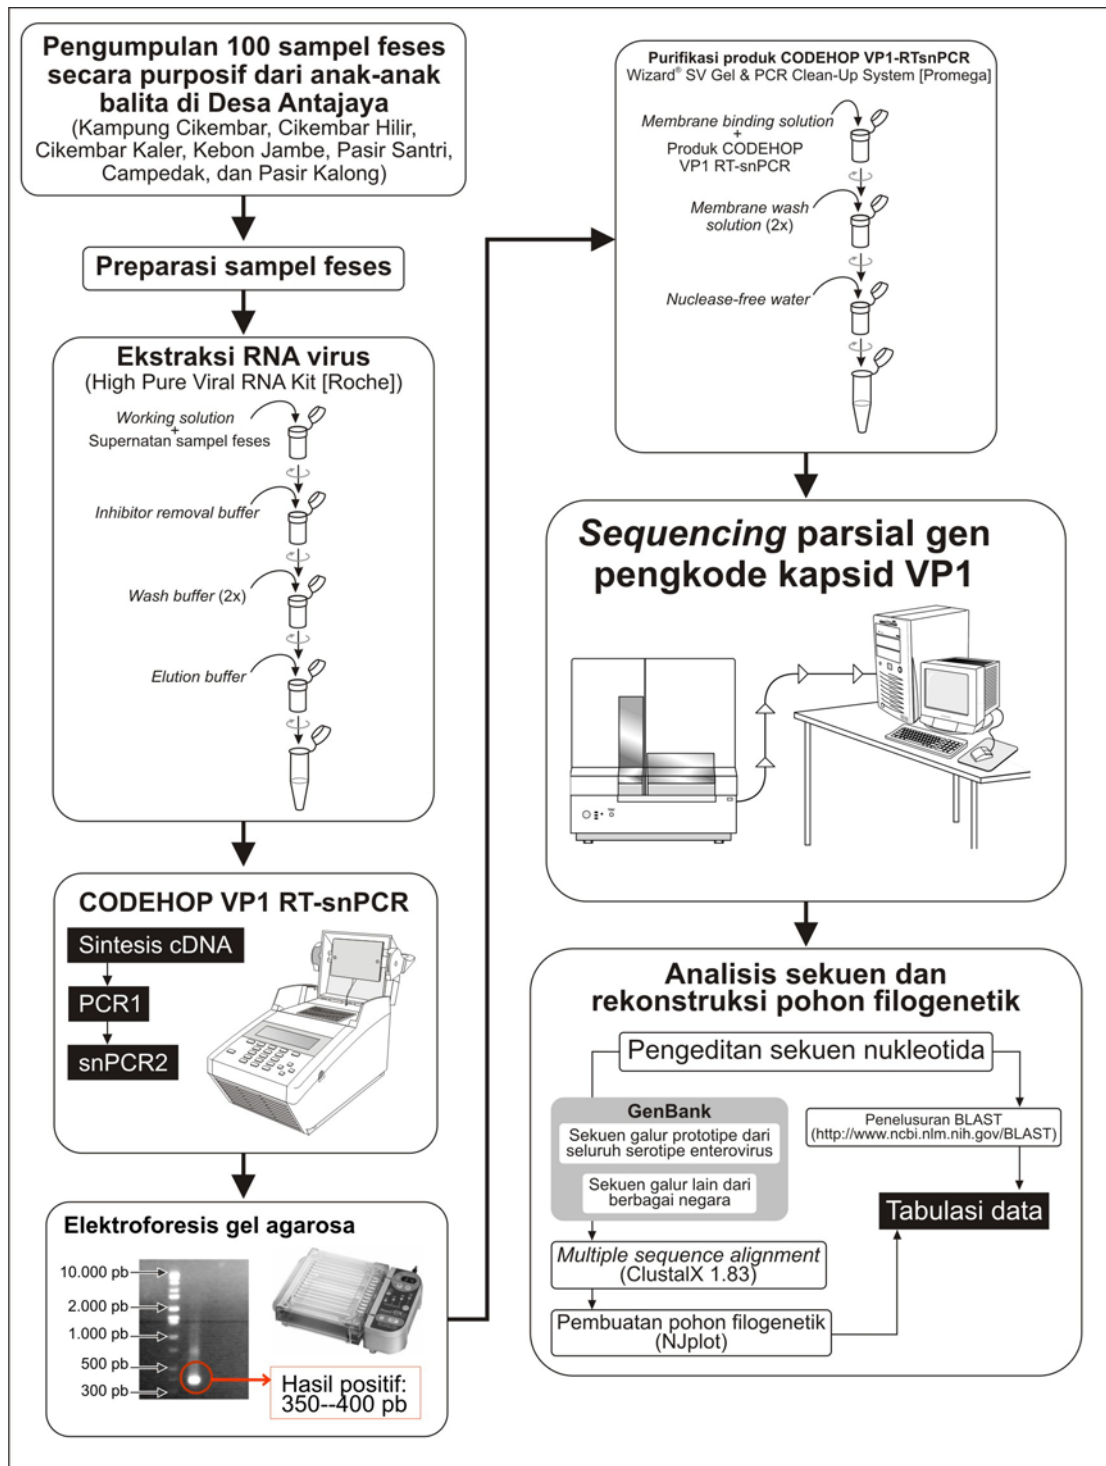 Pengumpulan 100 sampel feses
secara purposif dari anak-anak
balita di Desa Antajaya
(Kampung Cikembar, Cikembar Hilir,
Cikembar Kaler, Kebon Jambe, Pasir Santri,
Campedak, dan Pasir Kalong)
Preparasi sampel feses
Ekstraksi RNA virus
(High Pure Viral RNA Kit [Roche])
Working solution
+
Supernatan sampel feses
Inhibitor removal buffer
Wash buffer (2x)
Elution buffer
CODEHOP VP1 RT-snPCR
Sintesis cDNA
PCR1
snPCR2
Elektroforesis gel agarosa
10.000 pb
2.000 pb
1.000 pb
500 pb
300 pb
Hasil positif:
350--400 pb
Purifikasi produk CODEHOP VP1-RTsnPCR
Wizard® SV Gel & PCR Clean-Up System [Promega]
Membrane binding solution
+
Produk CODEHOP
VP1 RT-snPCR
Membrane wash
solution (2x)
Nuclease-free water
Sequencing parsial gen
pengkode kapsid VP1
Analisis sekuen dan
rekonstruksi pohon filogenetik
Pengeditan sekuen nukleotida
GenBank
Sekuen galur prototipe dari
seluruh serotipe enterovirus
Sekuen galur lain dari
berbagai negara
Penelusuran BLAST
(http://www.ncbi.nlm.nih.gov/BLAST)
Tabulasi data
Multiple sequence alignment
(ClustalX 1.83)
Pembuatan pohon filogenetik
(NJplot)